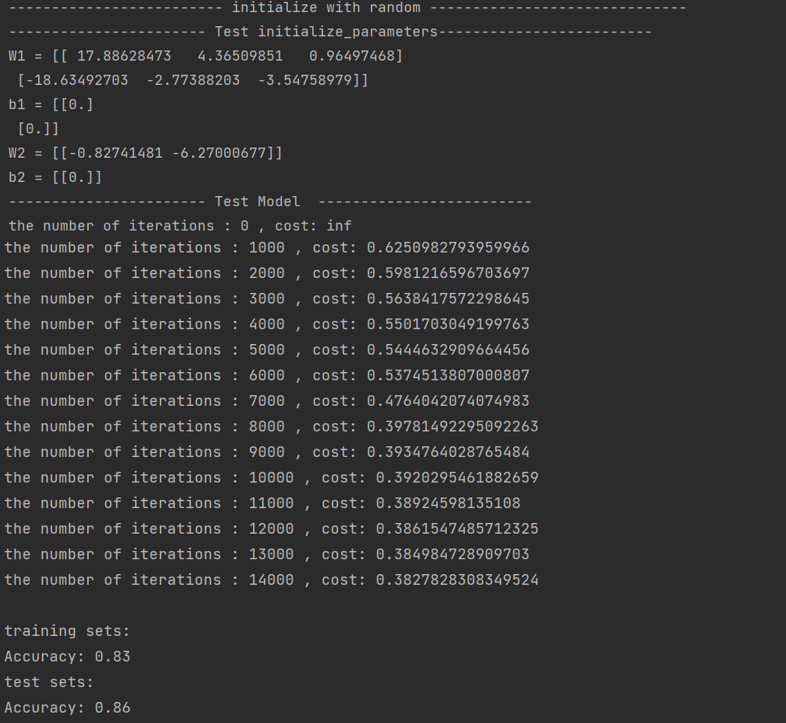 ------------------------- initialize with random ------------------------------
----------------------- Test initialize_parameters-------------------------
W1 = [[ 17.88628473   4.36509851   0.96497468]
 [-18.63492703  -2.77388203  -3.54758979]]
b1 = [[0.]
 [0.]]
W2 = [[-0.82741481 -6.27000677]]
b2 = [[0.]]
----------------------- Test Model  -------------------------
the number of iterations : 0 , cost: inf
the number of iterations : 1000 , cost: 0.6250982793959966
the number of iterations : 2000 , cost: 0.5981216596703697
the number of iterations : 3000 , cost: 0.5638417572298645
the number of iterations : 4000 , cost: 0.5501703049199763
the number of iterations : 5000 , cost: 0.5444632909664456
the number of iterations : 6000 , cost: 0.5374513807000807
the number of iterations : 7000 , cost: 0.4764042074074983
the number of iterations : 8000 , cost: 0.39781492295092263
the number of iterations : 9000 , cost: 0.3934764028765484
the number of iterations : 10000 , cost: 0.3920295461882659
the number of iterations : 11000 , cost: 0.38924598135108
the number of iterations : 12000 , cost: 0.3861547485712325
the number of iterations : 13000 , cost: 0.384984728909703
the number of iterations : 14000 , cost: 0.3827828308349524
training sets:
Accuracy: 0.83
test sets:
Accuracy: 0.86